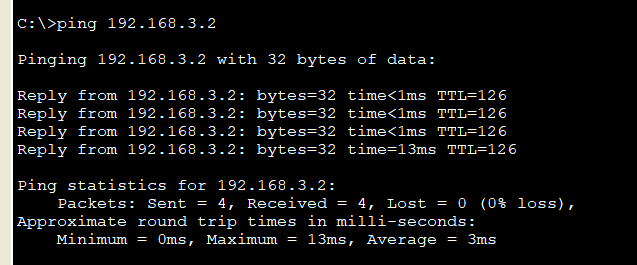 C:\>ping 192.168.3.2
Pinging 192.168.3.2 with 32 bytes of data:
Reply from 192.168.3.2: bytes=32 time<1ms TTL=126
Reply from 192.168.3.2: bytes=32 time<1ms TTL=126
Reply from 192.168.3.2: bytes=32 time<1ms TTL=126
Reply from 192.168.3.2: bytes=32 time=13ms TTL=126
Ping statistics for 192.168.3.2:
    Packets: Sent = 4, Received = 4, Lost = 0 (0% loss),
Approximate round trip times in milli-seconds:
    Minimum = 0ms, Maximum = 13ms, Average = 3ms